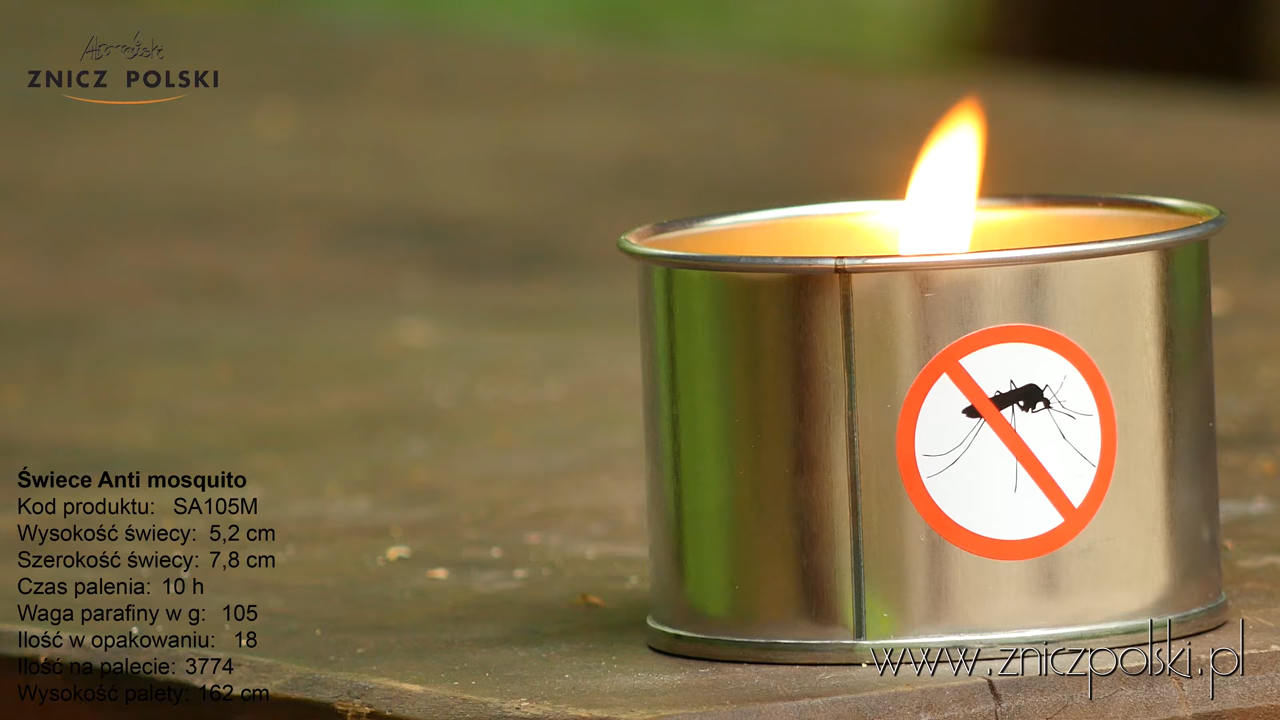 ZNICZ POLSKI
Świece Anti mosquito
Kod produktu: SA105M
Wysokość świecy: 5,2 cm
Szerokość świecy: 7,8 cm
Czas palenia: 10 h
Waga parafiny w g: 105
Ilość w opakowaniu: 18
Ilość na palecie: 3774
Wysokość palety: 162 cm
www.zniczpolski.pl